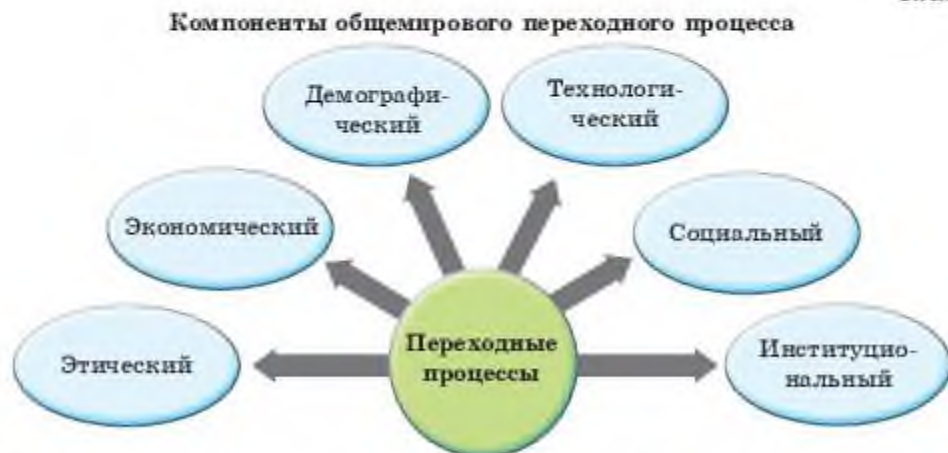 Компоненты общемирового переходного процесса
Демографи-
ческий
Технологи-
ческий
Экономический
Социальный
Этический
Переходные
процессы
Институцио-
нальный